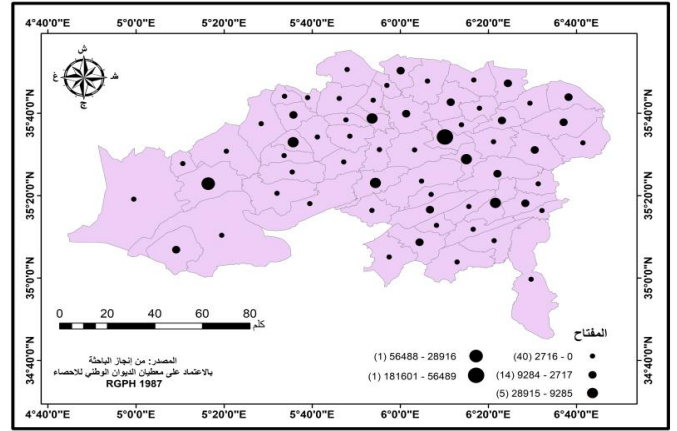 4°40'0"E 5°0'0"E 5°20'0"E 5°40'0"E 6°0'0"E 6°20'0"E 6°40'0"E
ش
غ
ش
ج
35°40'0"N 35°40'0"N
35°20'0"N 35°20'0"N
35°0'0"N 35°0'0"N
34°40'0"N 34°40'0"N
0 20 40 60 80
كلم
المصدر: من إنجاز الباحثة
بالاعتماد على معطيان الديوان الوطني للاحصاء
RGPH 1987
المفتاح
(40) 2716 - 0
(14) 9284 - 2717
(5) 28915 - 9285
(1) 56488 - 28916
(1) 181601 - 56489
4°40'0"E 5°0'0"E 5°20'0"E 5°40'0"E 6°0'0"E 6°20'0"E 6°40'0"E